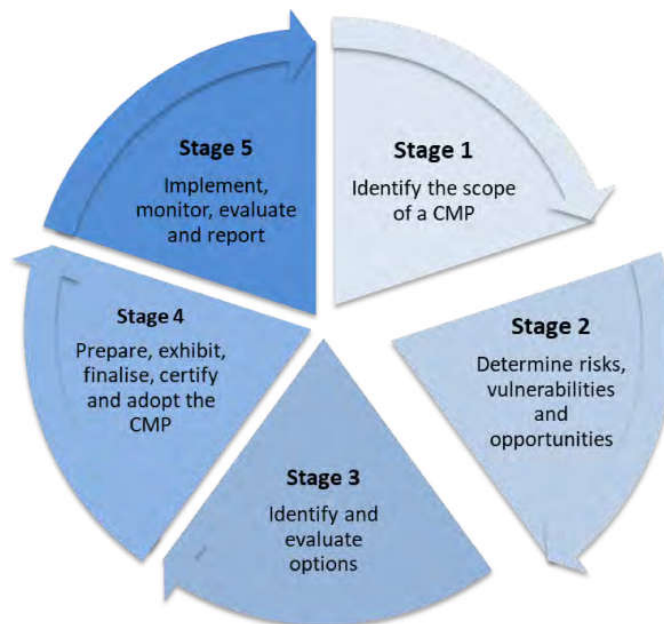 Stage 1
Identify the scope
of a CMP
Stage 2
Determine risks,
vulnerabilities
and
opportunities
Stage 3
Identify and
evaluate
options
Stage 4
Prepare, exhibit,
finalise, certify
and adopt the
CMP
Stage 5
Implement,
monitor, evaluate
and report